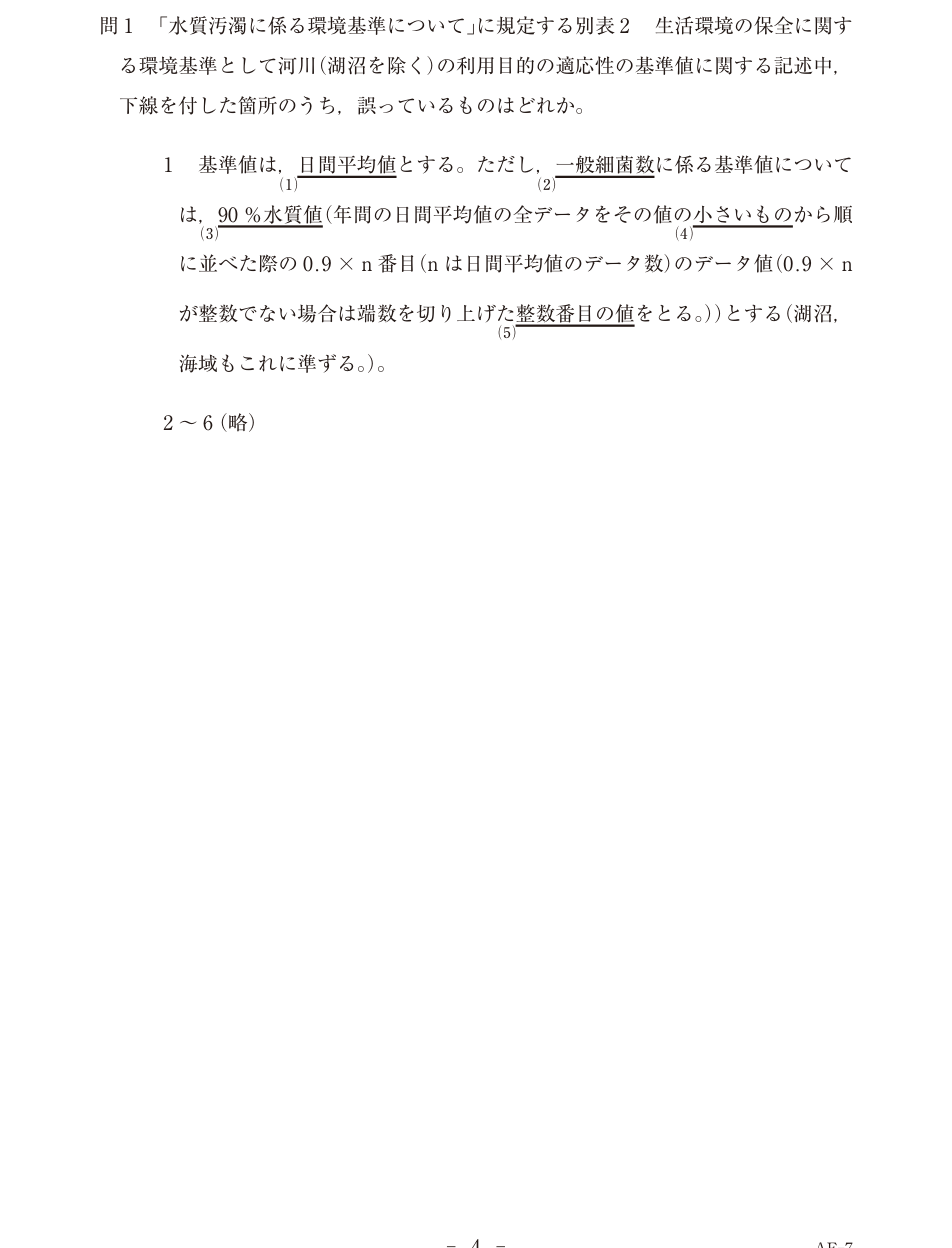 問1 「水質汚濁に係る環境基準について」に規定する別表2 生活環境の保全に関す
る環境基準として河川(湖沼を除く)の利用目的の適応性の基準値に関する記述中,
下線を付した箇所のうち,誤っているものはどれか。
1 基準値は,日間平均値とする。ただし,一般細菌数に係る基準値について
(1) (2)
は,90 %水質値(年間の日間平均値の全データをその値の小さいものから順
(3) (4)
に並べた際の 0.9 × n 番目(n は日間平均値のデータ数)のデータ値(0.9 × n
が整数でない場合は端数を切り上げた整数番目の値をとる。))とする(湖沼,
(5)
海域もこれに準ずる。)。
2 ~ 6 (略)
− 4 −